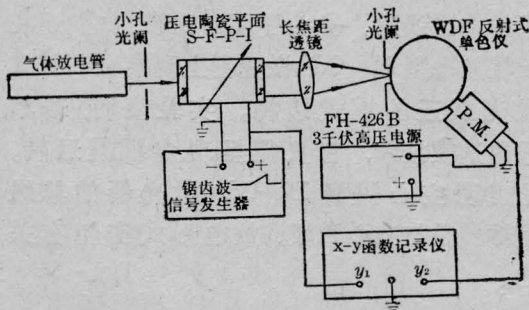 小孔
光阑
压电陶瓷平面
S-F-P-I
长焦距
透镜
小孔
光阑
WDF 反射式
单色仪
气体放电管
P.M.
FH-426B
3千伏高压电源
-
+
-
+
锯齿波
信号发生器
x-y函数记录仪
y₁
y₂